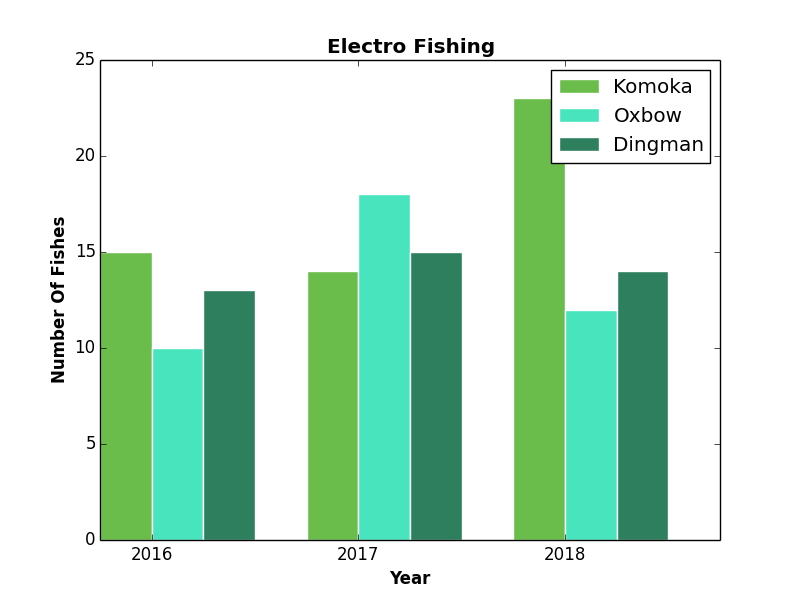 Electro Fishing
Komoka
Oxbow
Dingman
25
20
15
10
5
0
Number Of Fishes
2016 2017 2018
Year